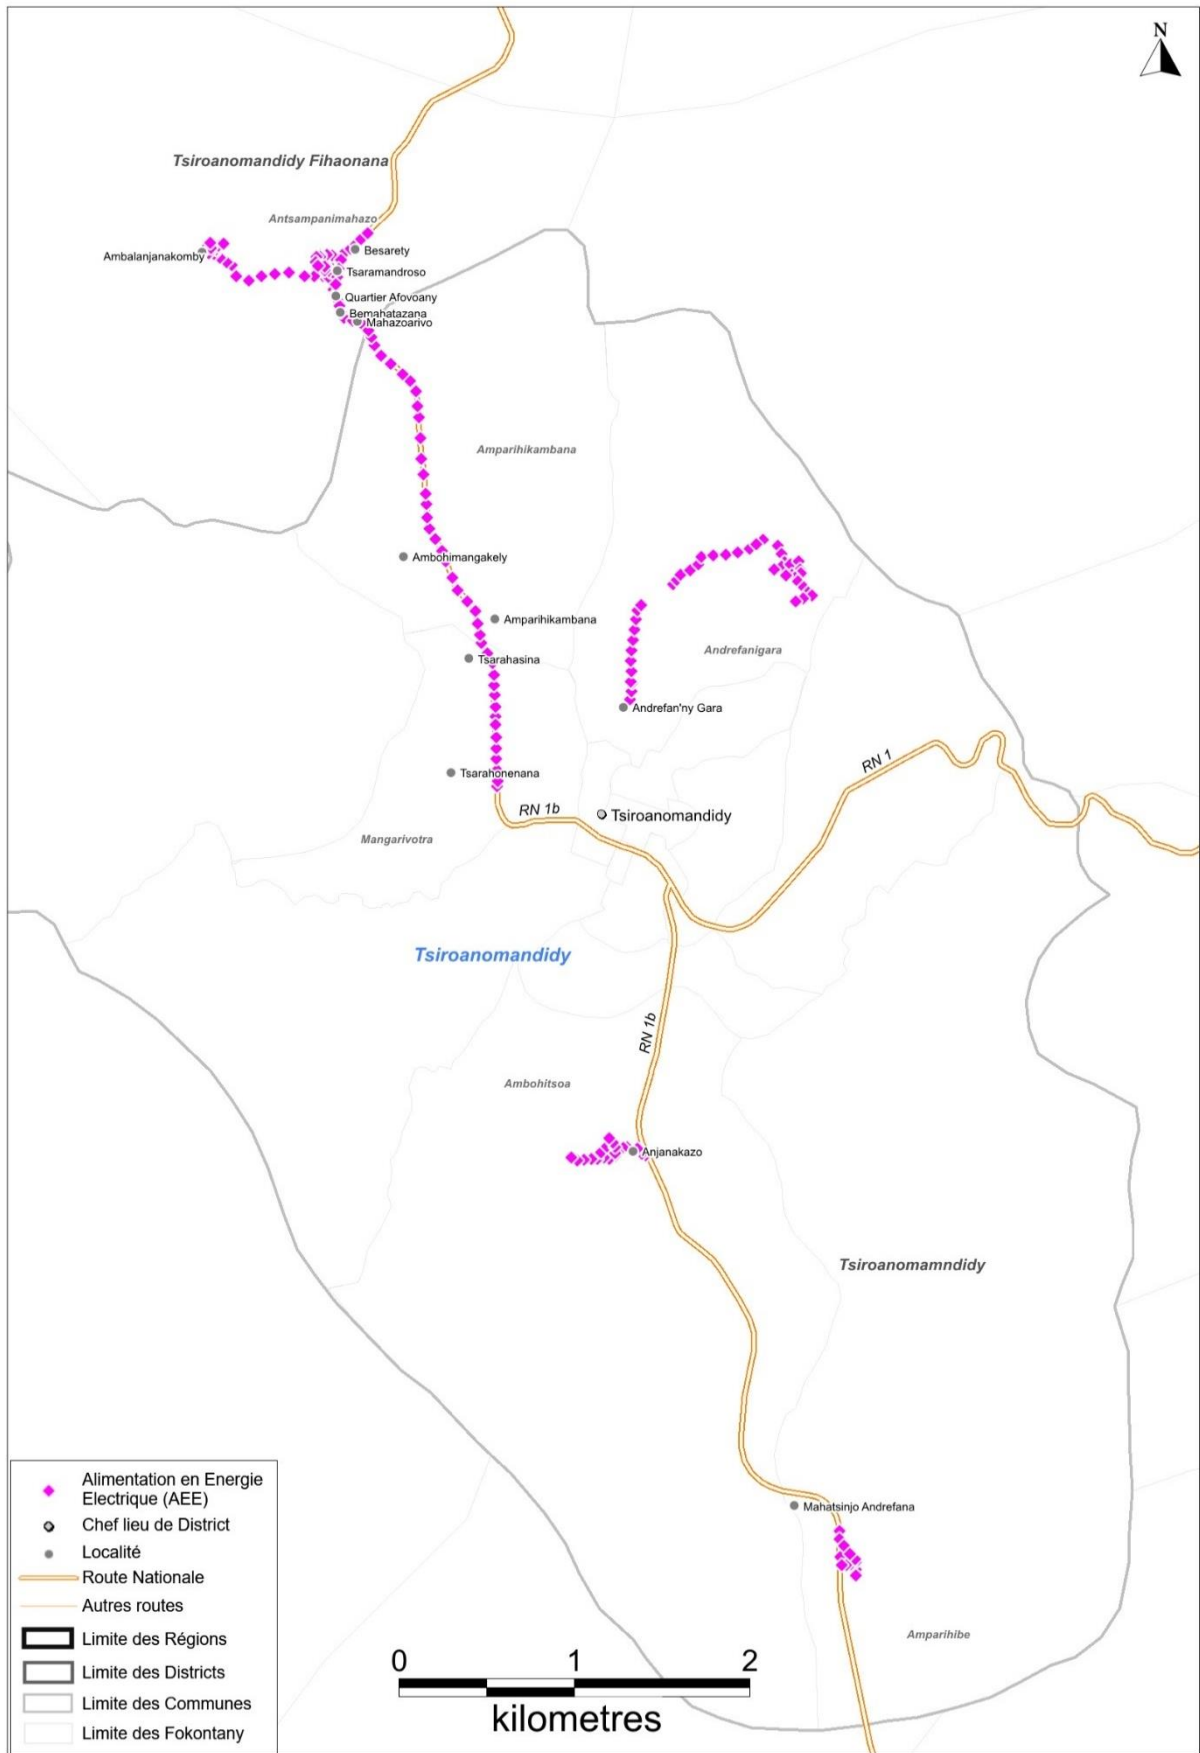 N
Tsiroanomandidy Fihaonana
Antsampanimahazo
Besarety
Ambalanjanakomby
Tsaramandroso
Quartier Afovoany
Bemahatazana
Mahazoarivo
Amparihikambana
Ambohimangakely
Amparihikambana
Tsarahasina
Andrefanigara
Andrefan'ny Gara
Tsarahonenana
RN 1
RN 1b
Tsiroanomandidy
Mangarivotra
Tsiroanomandidy
RN 1b
Ambohitsoa
Anjanakazo
Tsiroanomamndidy
Mahatsinjo Andrefana
Amparihibe
Alimentation en Energie
Electrique (AEE)
Chef lieu de District
Localité
Route Nationale
Autres routes
Limite des Régions
Limite des Districts
Limite des Communes
Limite des Fokontany
0 1 2
kilometres